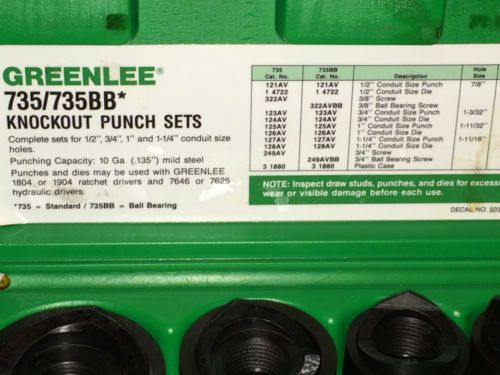 GREENLEE®
735/735BB*
KNOCKOUT PUNCH SETS
Complete sets for 1/2", 3/4", 1" and 1-1/4" conduit size
holes.
Punching Capacity: 10 Ga. (.135") mild steel
Punches and dies may be used with GREENLEE
1804 or 1904 ratchet drivers and 7646 or 7625
hydraulic drivers.
*735 = Standard / 735BB = Ball Bearing
735 Cat. No. 735BB Cat. No. Description Hole Size
121AV 121AV 1/2" Conduit Size Punch 7/8"
1 4722 1 4722 1/2" Conduit Size Die
322AV 3/8" Screw
322AVBB 3/8" Ball Bearing Screw
123AV 123AV 3/4" Conduit Size Punch 1-3/32"
124AV 124AV 3/4" Conduit Size Die
125AV 125AV 1" Conduit Size Punch 1-11/32"
126AV 126AV 1" Conduit Size Die
127AV 127AV 1-1/4" Conduit Size Punch 1-11/16"
128AV 128AV 1-1/4" Conduit Size Die
249AV 3/4" Screw
249AVBB 3/4" Ball Bearing Screw
3 1880 3 1880 Plastic Case
NOTE: Inspect draw studs, punches, and dies for
wear or visible damage before each use.
DECAL NO.